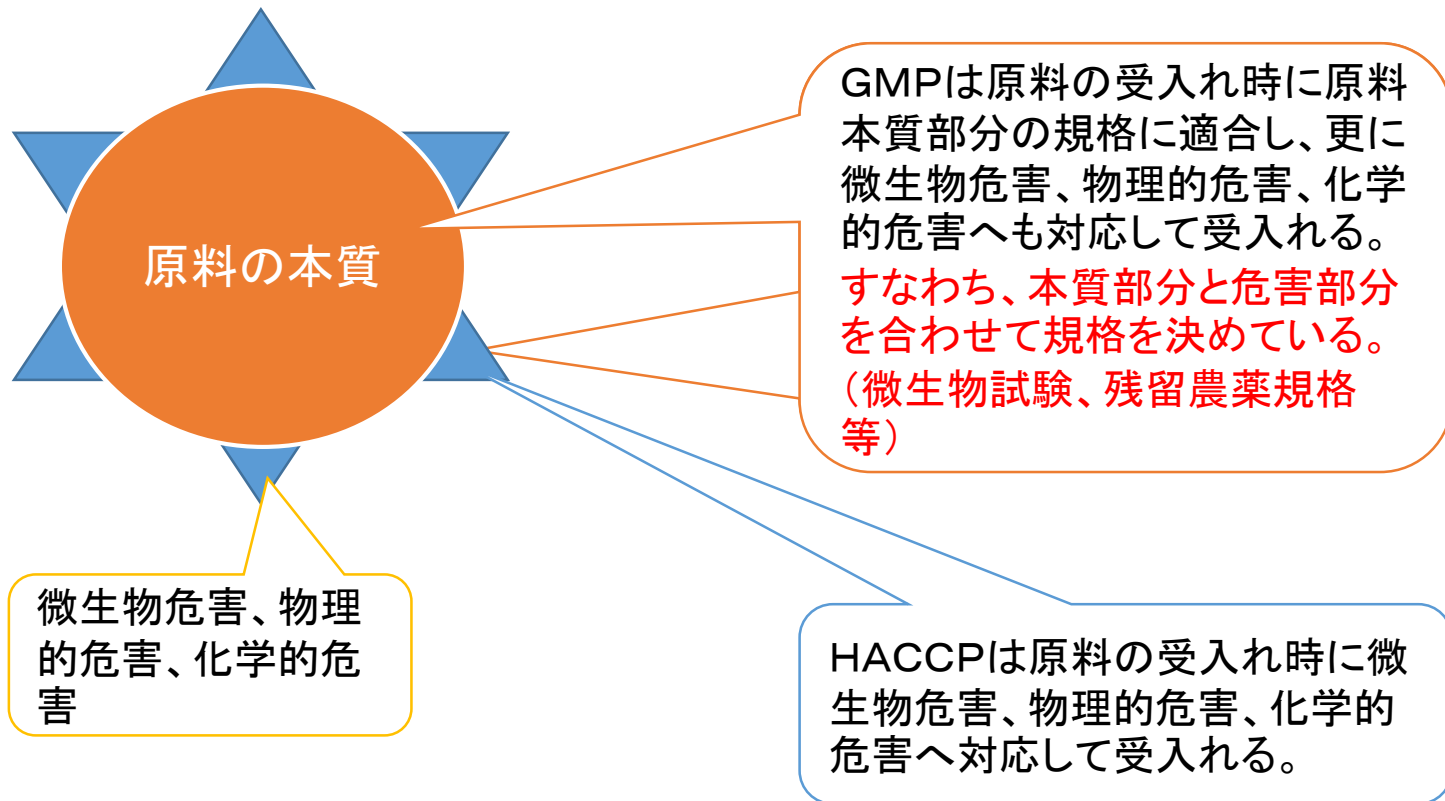 原料の本質
GMPは原料の受入れ時に原料
本質部分の規格に適合し、更に
微生物危害、物理的危害、化学
的危害へも対応して受入れる。
すなわち、本質部分と危害部分
を合わせて規格を決めている。
（微生物試験、残留農薬規格
等）
微生物危害、物理
的危害、化学的危
害
HACCPは原料の受入れ時に微
生物危害、物理的危害、化学的
危害へ対応して受入れる。